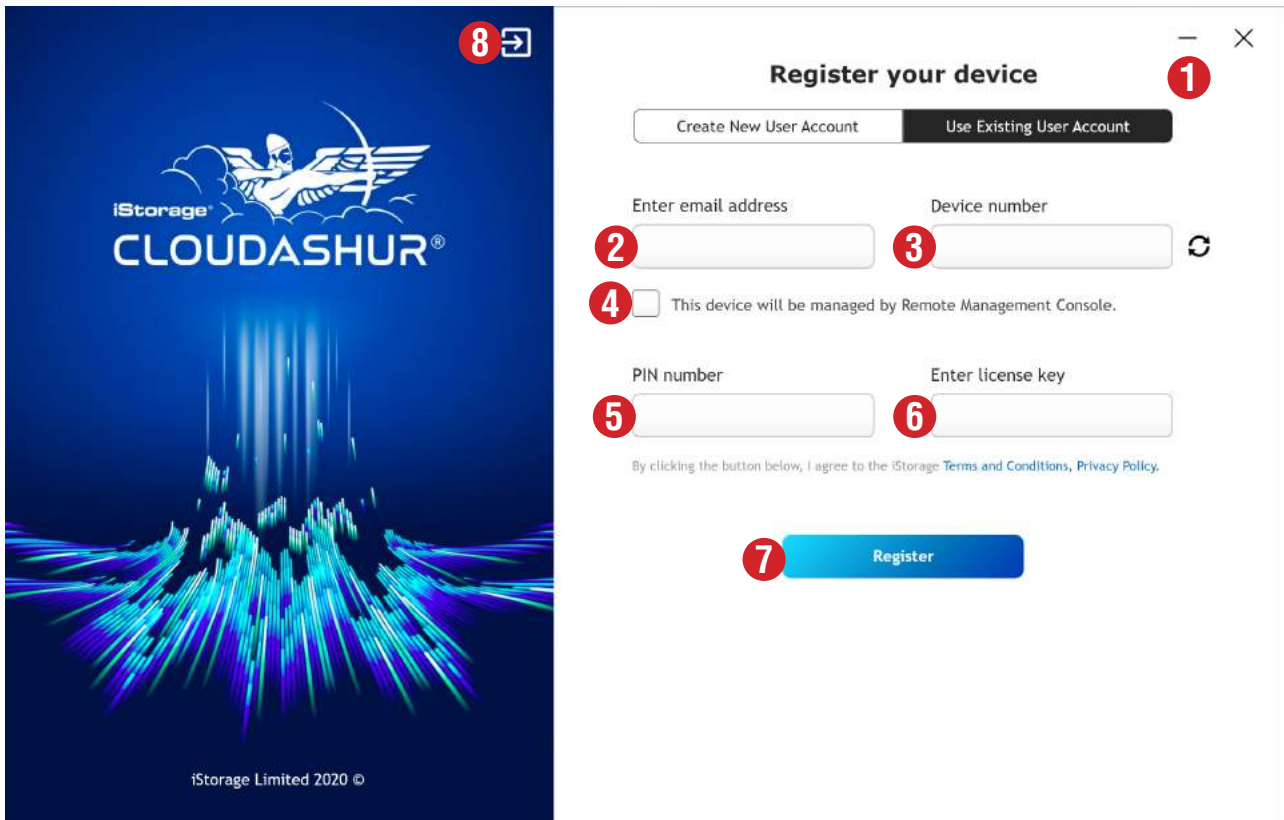 8
iStorage®
CLOUDASHUR®
iStorage Limited 2020 ©
1
Register your device
Create New User Account Use Existing User Account
Enter email address Device number
2 3
4 This device will be managed by Remote Management Console.
PIN number Enter license key
5 6
By clicking the button below, I agree to the iStorage Terms and Conditions, Privacy Policy.
7 Register